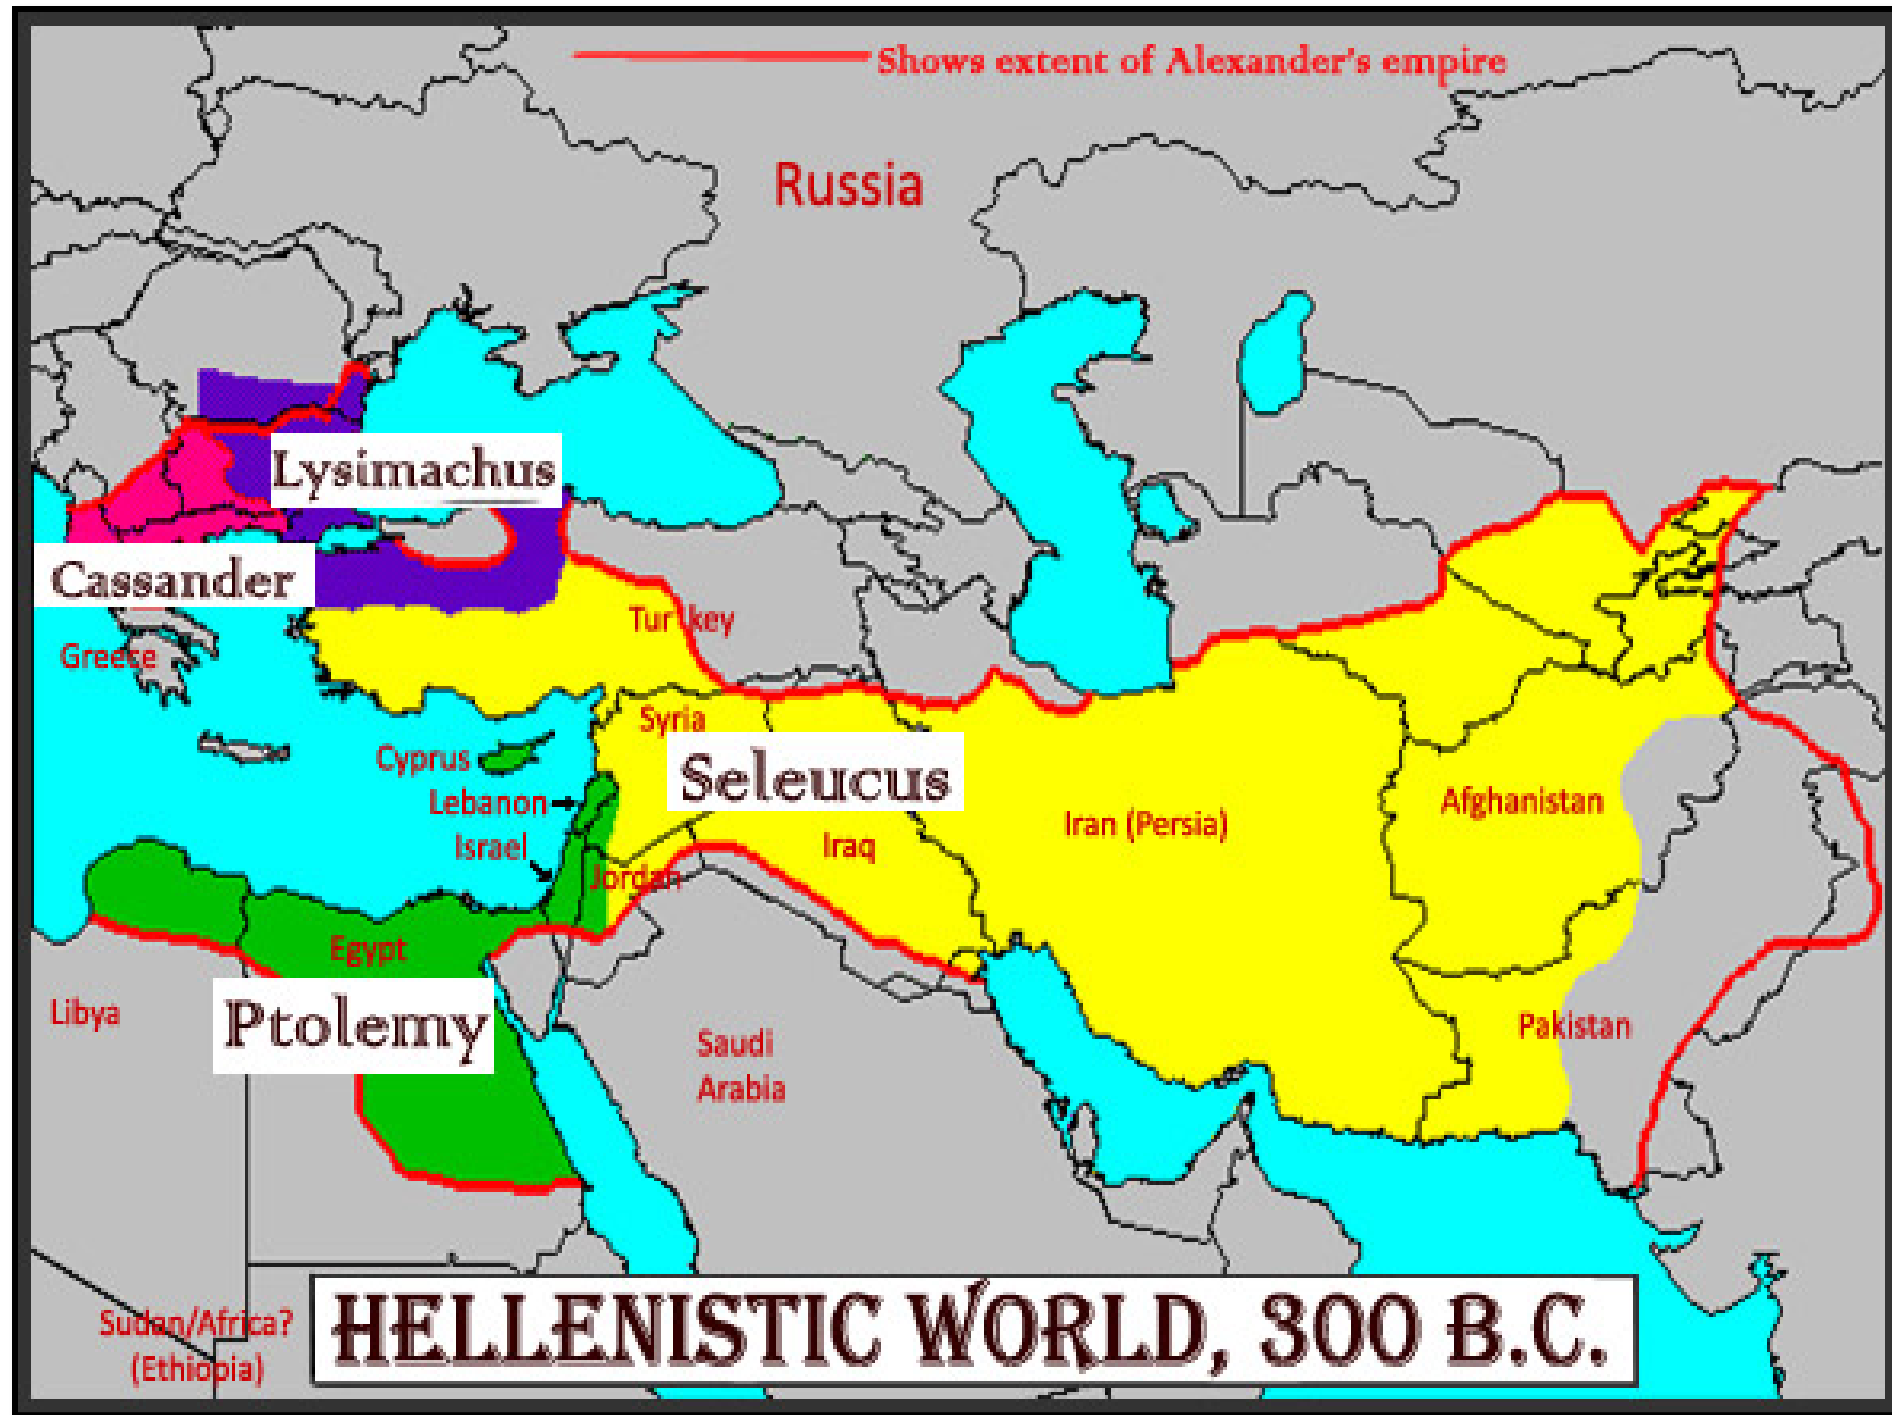 Shows extent of Alexander's empire
Russia
Lysimachus
Cassander
Turkey
Greece
Syria
Cyprus
Seleucus
Lebanon
Afghanistan
Iran (Persia)
Israel
Iraq
Jordan
Egypt
Libya
Ptolemy
Pakistan
Saudi
Arabia
Sudan/Africa?
(Ethiopia)
HELLENISTIC WORLD, 300 B.C.